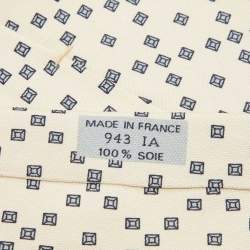 MADE IN FRANCE
943 IA
100% SOIE